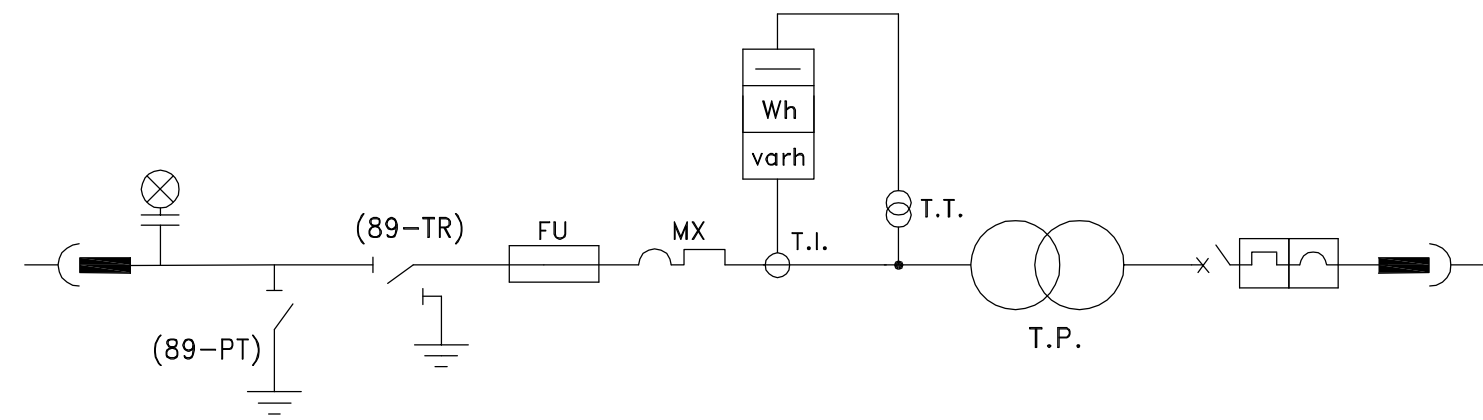 Wh
varh
(89-TR)
FU
MX
T.I.
T.T.
(89-PT)
T.P.